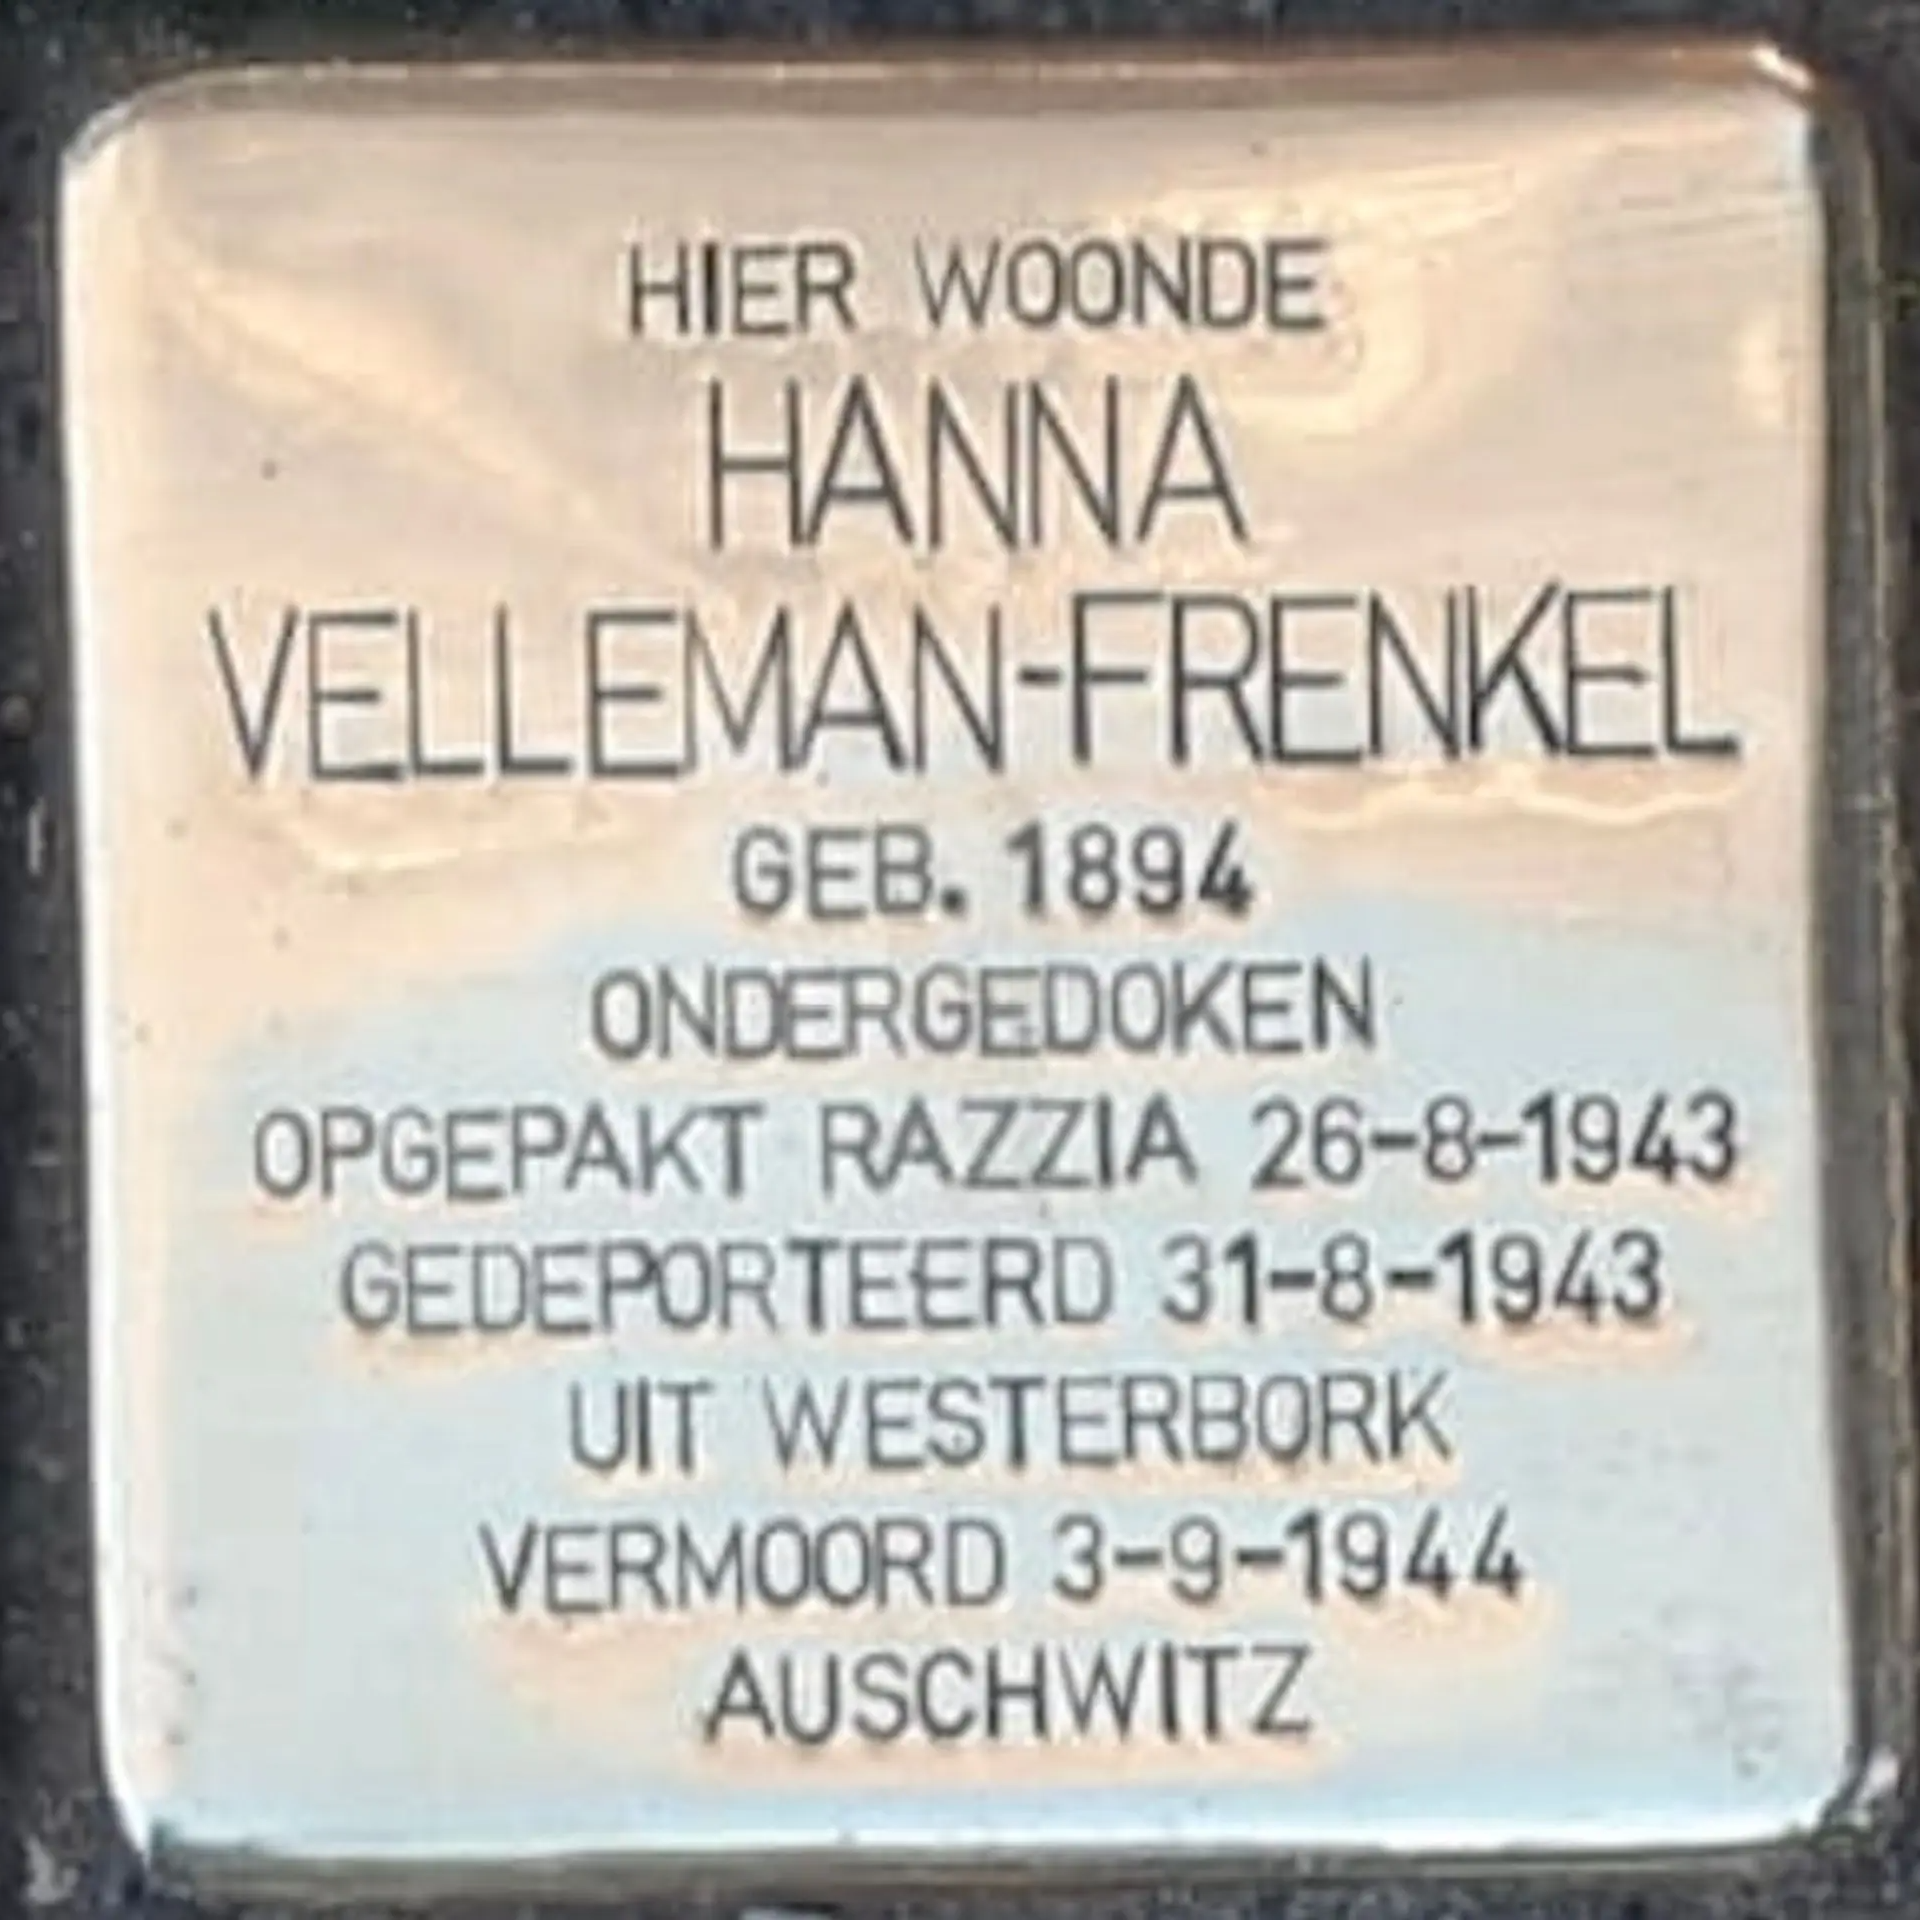 HIER WOONDE
HANNA
VELLEMAN-FRENKEL
GEB. 1894
ONDERGEDOKEN
OPGEPAKT RAZZIA 26-8-1943
GEDEPORTEERD 31-8-1943
UIT WESTERBORK
VERMOORD 3-9-1944
AUSCHWITZ